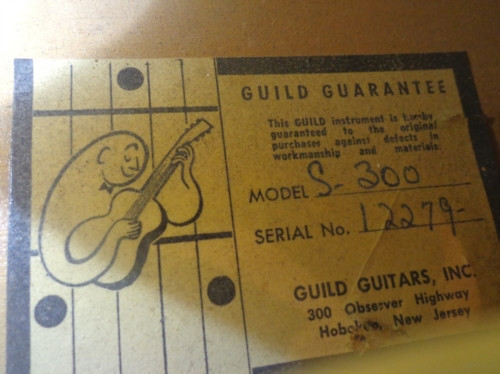 GUILD GUARANTEE
This GUILD instrument is hereby
guaranteed to the original
purchases against defects in
workmanship and materials
MODEL S-300
SERIAL No. 12279-
GUILD GUITARS, INC.
300 Observer Highway
Hoboken, New Jersey